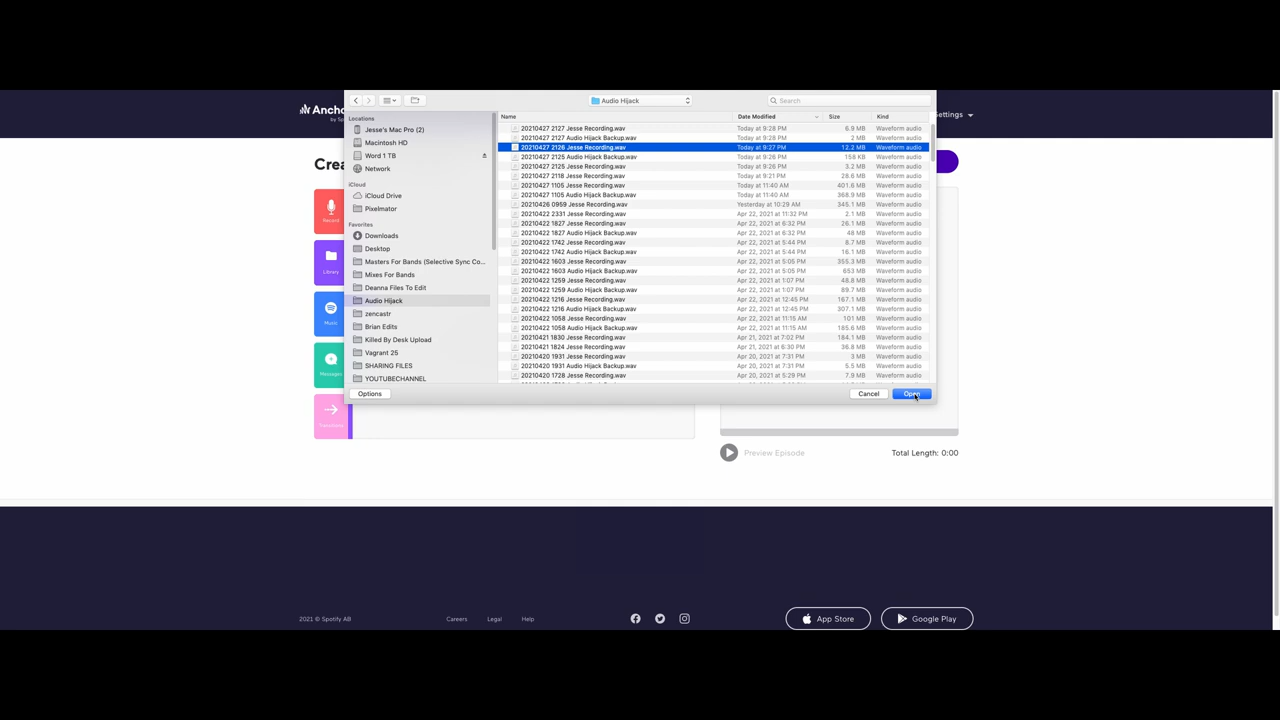 Audio Hijack
Search
Ancho
by Sp
ettings
Crea
Record
Library
Music
Messages
Transitions
Locations
Jesse's Mac Pro (2)
Macintosh HD
Word 1 TB
Network
iCloud
iCloud Drive
Pixelmator
Favorites
Downloads
Desktop
Masters For Bands (Selective Sync Co...
Mixes For Bands
Deanna Files To Edit
Audio Hijack
zencastr
Brian Edits
Killed By Desk Upload
Vagrant 25
SHARING FILES
YOUTUBECHANNEL
Name Date Modified Size Kind
20210427 2127 Jesse Recording.wav Today at 9:28 PM 6.9 MB Waveform audio
20210427 2127 Audio Hijack Backup.wav Today at 9:28 PM 2 MB Waveform audio
20210427 2126 Jesse Recording.wav Today at 9:27 PM 12.2 MB Waveform audio
20210427 2125 Audio Hijack Backup.wav Today at 9:26 PM 158 KB Waveform audio
20210427 2125 Jesse Recording.wav Today at 9:26 PM 3.2 MB Waveform audio
20210427 2118 Jesse Recording.wav Today at 9:21 PM 28.6 MB Waveform audio
20210427 1105 Jesse Recording.wav Today at 11:40 AM 401.6 MB Waveform audio
20210427 1105 Audio Hijack Backup.wav Today at 11:40 AM 368.9 MB Waveform audio
20210426 0959 Jesse Recording.wav Yesterday at 10:29 AM 345.1 MB Waveform audio
20210422 2331 Jesse Recording.wav Apr 22, 2021 at 11:32 PM 2.1 MB Waveform audio
20210422 1827 Jesse Recording.wav Apr 22, 2021 at 6:32 PM 26.1 MB Waveform audio
20210422 1827 Audio Hijack Backup.wav Apr 22, 2021 at 6:32 PM 48 MB Waveform audio
20210422 1742 Jesse Recording.wav Apr 22, 2021 at 5:44 PM 8.7 MB Waveform audio
20210422 1742 Audio Hijack Backup.wav Apr 22, 2021 at 5:44 PM 16.1 MB Waveform audio
20210422 1603 Jesse Recording.wav Apr 22, 2021 at 5:05 PM 355.3 MB Waveform audio
20210422 1603 Audio Hijack Backup.wav Apr 22, 2021 at 5:05 PM 653 MB Waveform audio
20210422 1259 Jesse Recording.wav Apr 22, 2021 at 1:07 PM 48.8 MB Waveform audio
20210422 1259 Audio Hijack Backup.wav Apr 22, 2021 at 1:07 PM 89.7 MB Waveform audio
20210422 1216 Jesse Recording.wav Apr 22, 2021 at 12:45 PM 167.1 MB Waveform audio
20210422 1216 Audio Hijack Backup.wav Apr 22, 2021 at 12:45 PM 307.1 MB Waveform audio
20210422 1058 Jesse Recording.wav Apr 22, 2021 at 11:15 AM 101 MB Waveform audio
20210422 1058 Audio Hijack Backup.wav Apr 22, 2021 at 11:15 AM 185.6 MB Waveform audio
20210421 1830 Jesse Recording.wav Apr 21, 2021 at 7:02 PM 184.1 MB Waveform audio
20210421 1824 Jesse Recording.wav Apr 21, 2021 at 6:30 PM 36.8 MB Waveform audio
20210420 1931 Jesse Recording.wav Apr 20, 2021 at 7:31 PM 3 MB Waveform audio
20210420 1931 Audio Hijack Backup.wav Apr 20, 2021 at 7:31 PM 5.5 MB Waveform audio
20210420 1728 Jesse Recording.wav Apr 20, 2021 at 5:29 PM 7.9 MB Waveform audio
Options
Cancel
Open
Preview Episode
Total Length: 0:00
2021 © Spotify AB
Careers
Legal
Help
App Store
Google Play